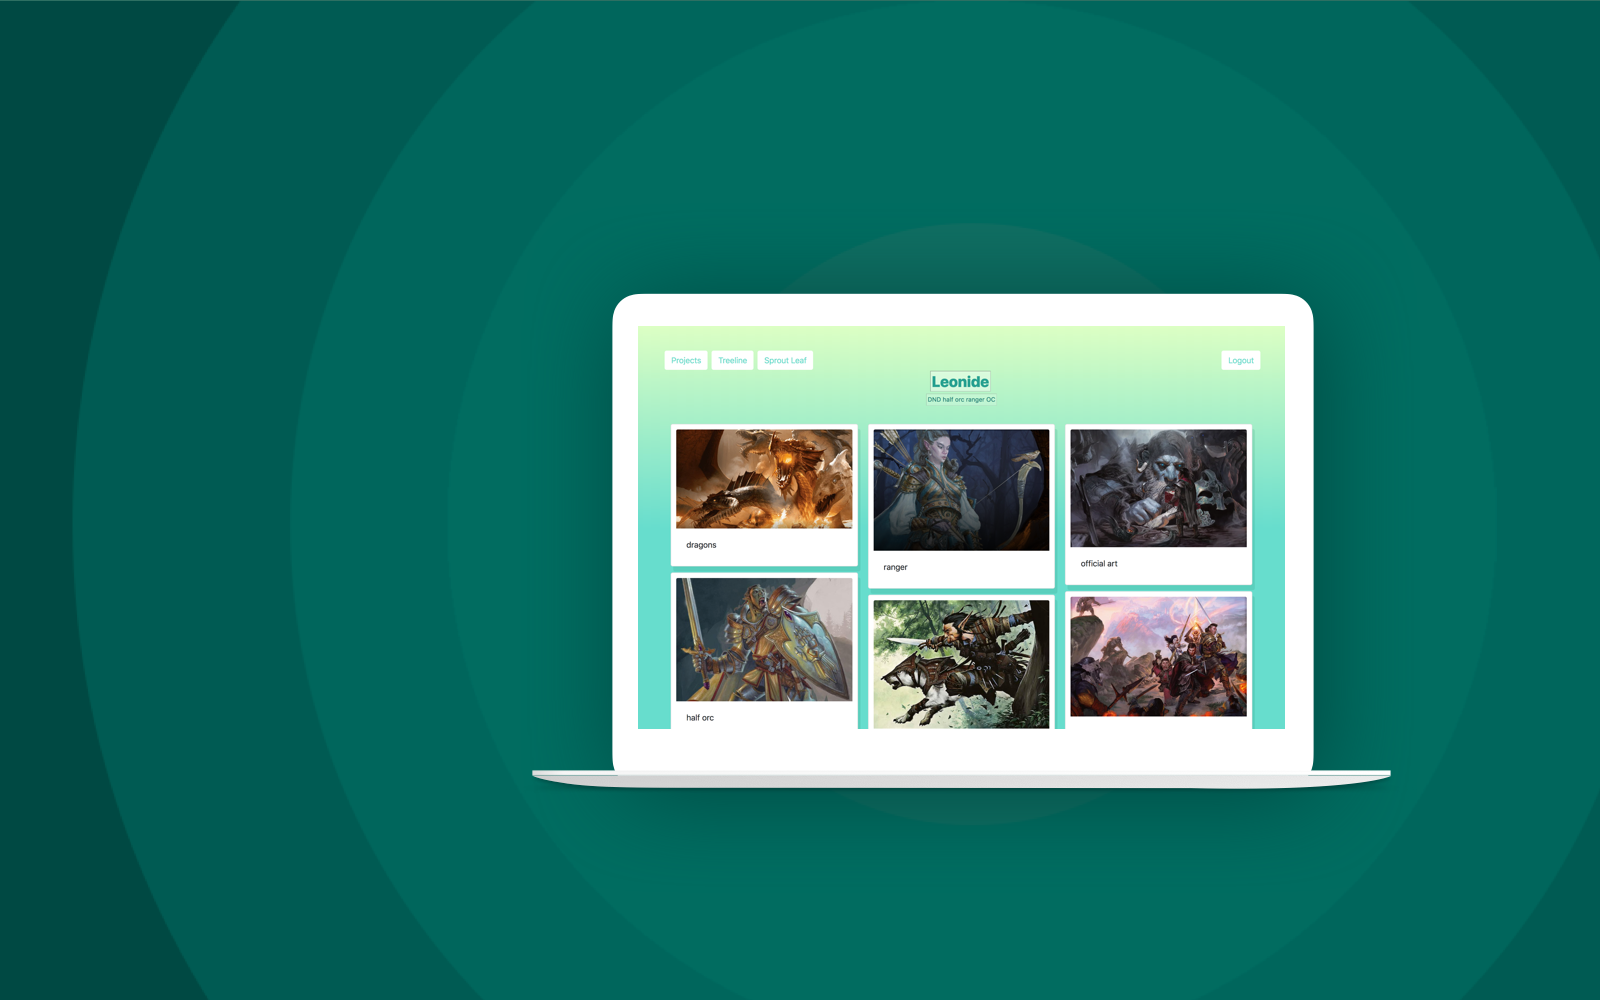 Projects
Treeline
Sprout Leaf
Logout
Leonide
DND half orc ranger OC
dragons
ranger
official art
half orc